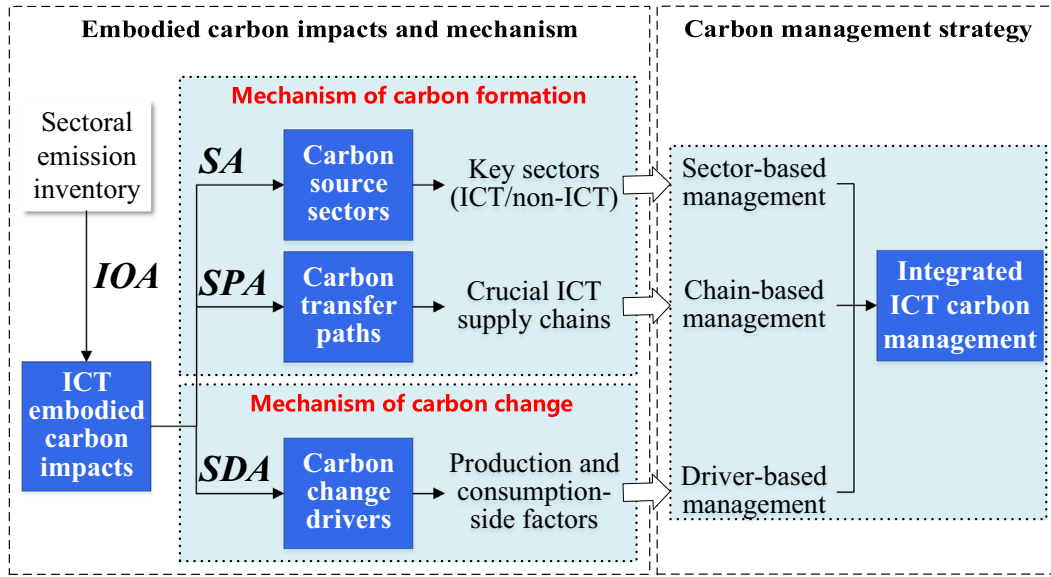 Embodied carbon impacts and mechanism
Carbon management strategy
Mechanism of carbon formation
Sectoral
emission
inventory
IOA
ICT
embodied
carbon
impacts
SA
Carbon
source
sectors
Key sectors
(ICT/non-ICT)
Sector-based
management
SPA
Carbon
transfer
paths
Crucial ICT
supply chains
Chain-based
management
Mechanism of carbon change
SDA
Carbon
change
drivers
Production and
consumption-
side factors
Driver-based
management
Integrated
ICT carbon
management